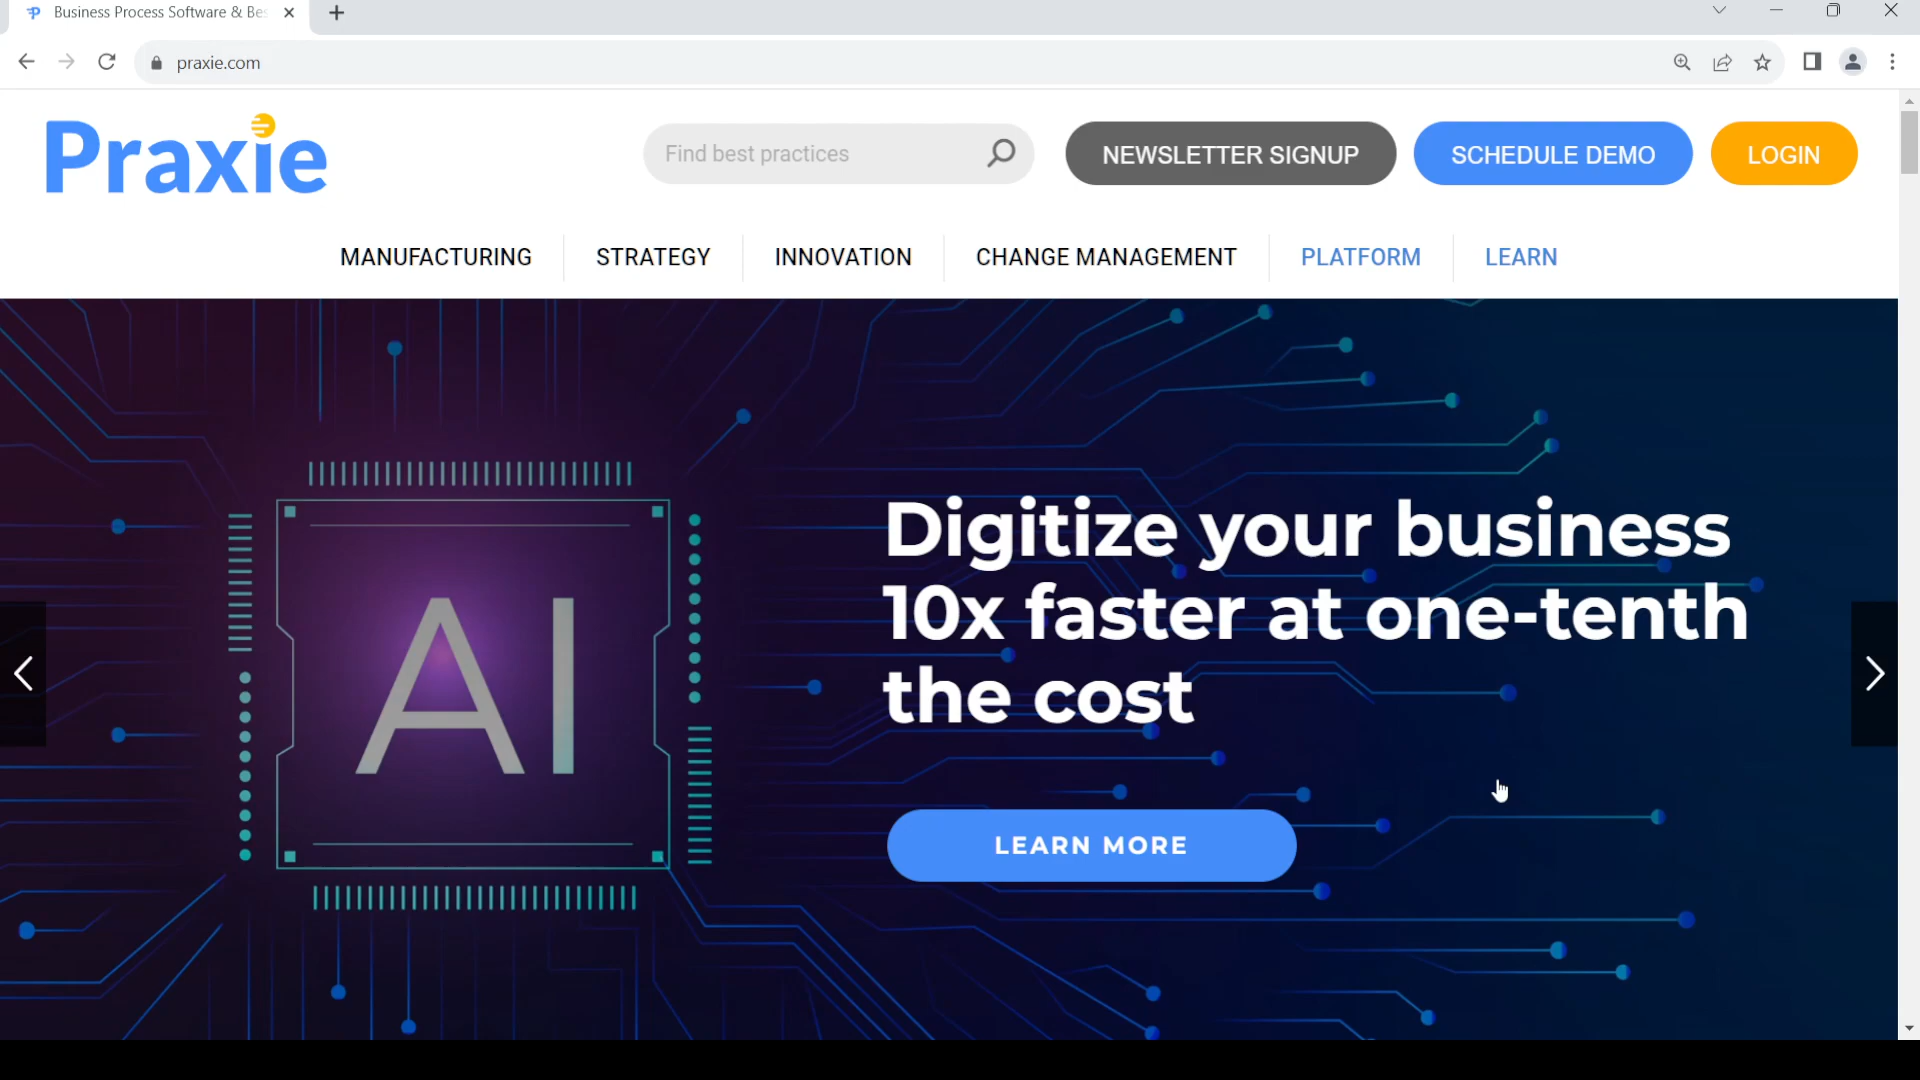 Business Process Software & Bes
praxie.com
Praxie
Find best practices
NEWSLETTER SIGNUP
SCHEDULE DEMO
LOGIN
MANUFACTURING
STRATEGY
INNOVATION
CHANGE MANAGEMENT
PLATFORM
LEARN
AI
Digitize your business
10x faster at one-tenth
the cost
LEARN MORE